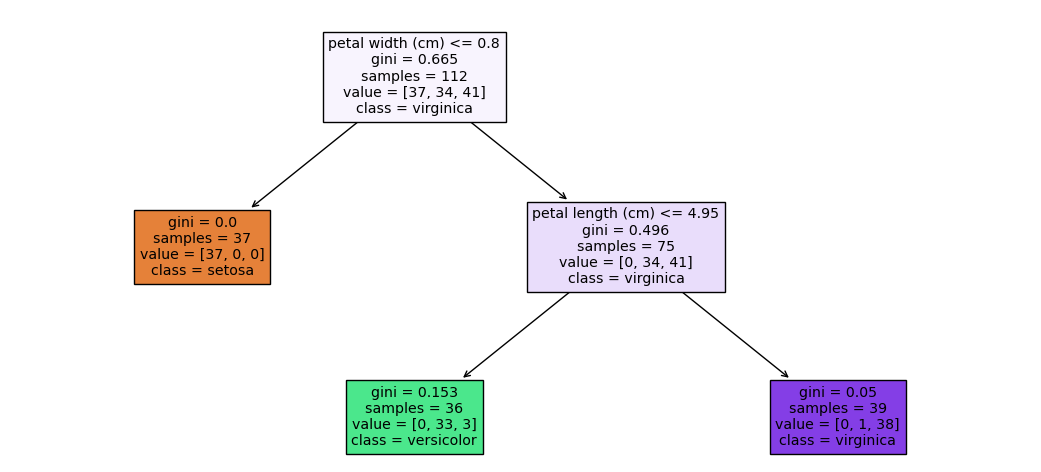 petal width (cm) <= 0.8
gini = 0.665
samples = 112
value = [37, 34, 41]
class = virginica
gini = 0.0
samples = 37
value = [37, 0, 0]
class = setosa
petal length (cm) <= 4.95
gini = 0.496
samples = 75
value = [0, 34, 41]
class = virginica
gini = 0.153
samples = 36
value = [0, 33, 3]
class = versicolor
gini = 0.05
samples = 39
value = [0, 1, 38]
class = virginica